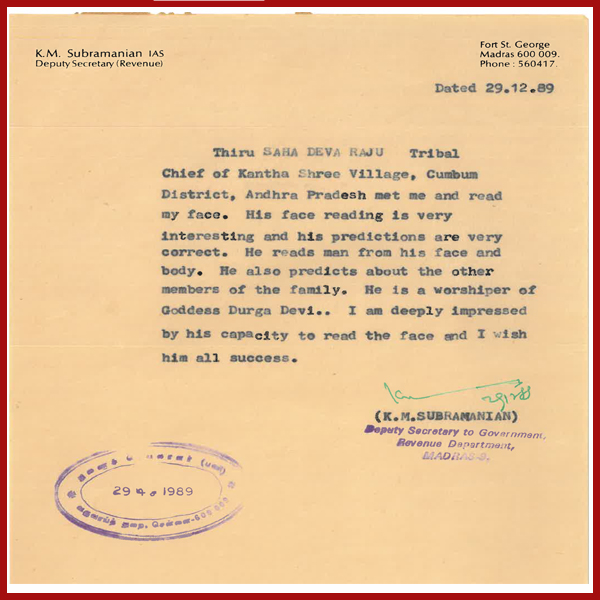 K.M. Subramanian IAS
Deputy Secretary (Revenue)
Fort St. George
Madras 600 009.
Phone : 560417.
Dated 29.12.89
Thiru SAHA DEVA RAJU Tribal
Chief of Kantha Shree Village, Cumbum
District, Andhra Pradesh met me and read
my face. His face reading is very
interesting and his predictions are very
correct. He reads man from his face and
body. He also predicts about the other
members of the family. He is a worshiper of
Goddess Durga Devi.. I am deeply impressed
by his capacity to read the face and I wish
him all success.
(K.M.SUBRAMANIAN)
Deputy Secretary to Government,
Revenue Department,
MADRAS-9.
29 1989